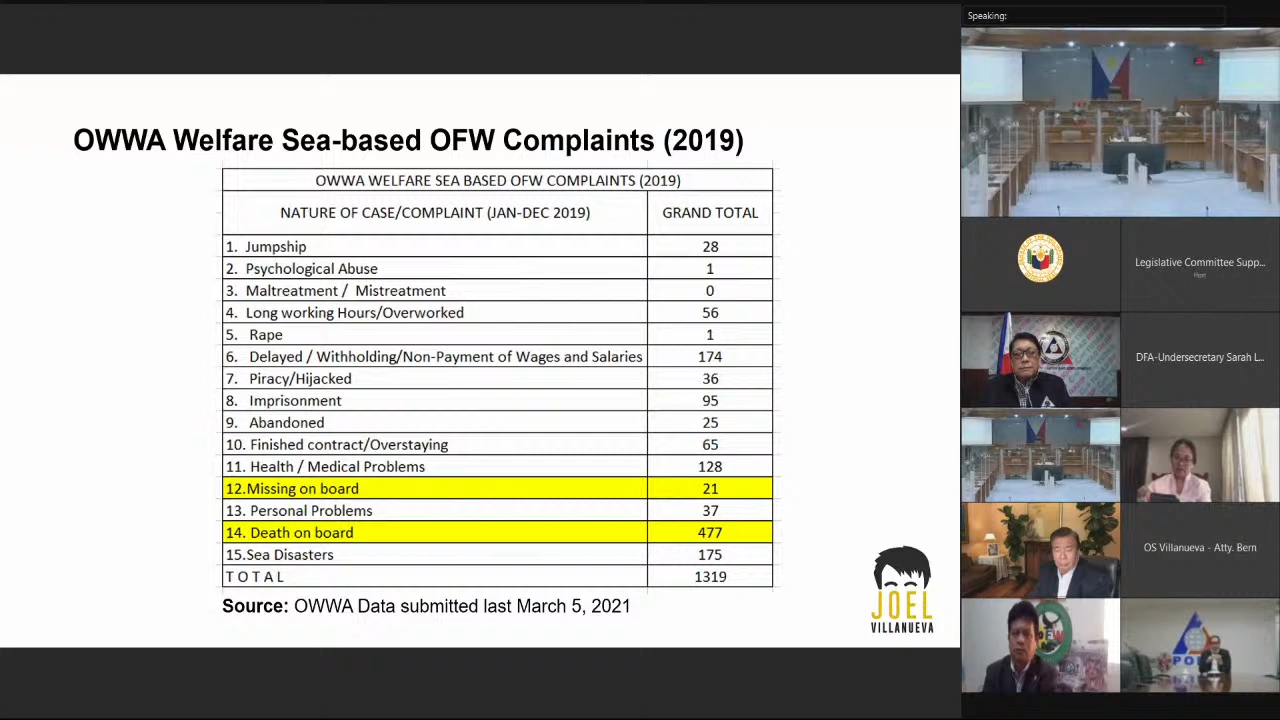 Speaking:
OWWA Welfare Sea-based OFW Complaints (2019)
OWWA WELFARE SEA BASED OFW COMPLAINTS (2019)
NATURE OF CASE/COMPLAINT (JAN-DEC 2019) GRAND TOTAL
1. Jumpship 28
2. Psychological Abuse 1
3. Maltreatment / Mistreatment 0
4. Long working Hours/Overworked 56
5. Rape 1
6. Delayed / Withholding/Non-Payment of Wages and Salaries 174
7. Piracy/Hijacked 36
8. Imprisonment 95
9. Abandoned 25
10. Finished contract/Overstaying 65
11. Health / Medical Problems 128
12.Missing on board 21
13. Personal Problems 37
14. Death on board 477
15.Sea Disasters 175
T O T A L 1319
Source: OWWA Data submitted last March 5, 2021
JOEL
VILLANUEVA
Legislative Committee Supp...
Host
DFA-Undersecretary Sarah L...
OS Villanueva - Atty. Bern